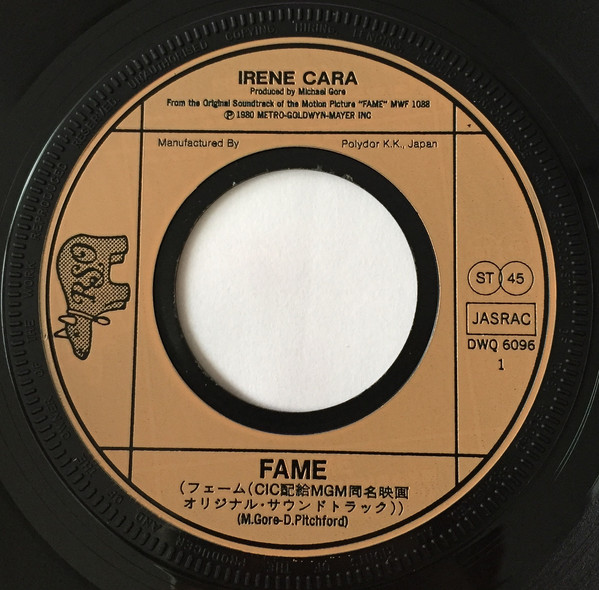 IRENE CARA
Produced by Michael Gore
From the Original Soundtrack of the Motion Picture "FAME" MWF 1088
Ⓟ 1980 METRO-GOLDWYN-MAYER INC
Manufactured By
Polydor K.K., Japan
RSO
ST 45
JASRAC
DWQ 6096
1
FAME
(フェーム(CIC配給MGM同名映画
オリジナル・サウンドトラック))
(M.Gore-D.Pitchford)